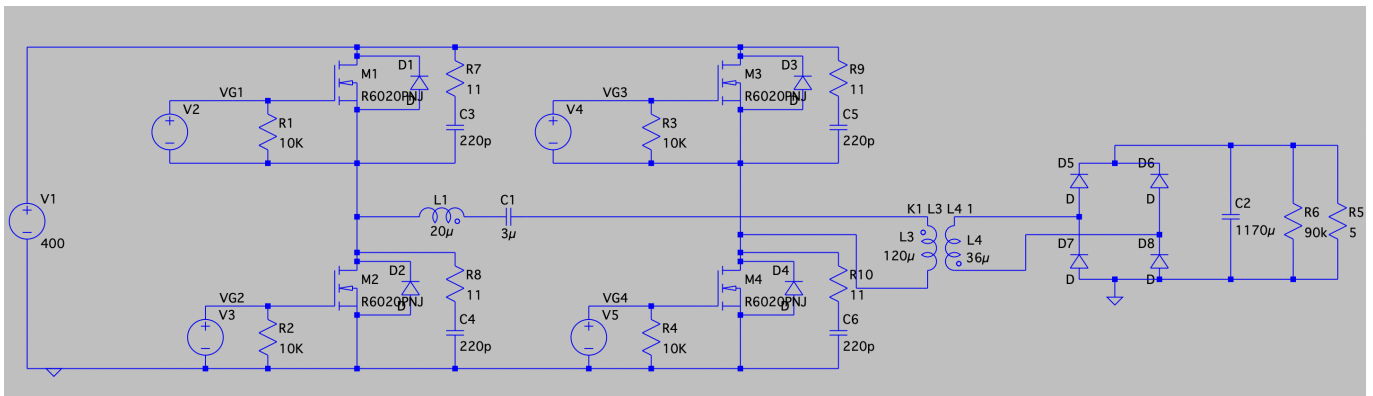 V1
400
VG1
V2
R1
10K
M1
R6020PNJ
D1
D
R7
11
C3
220p
VG3
V4
R3
10K
M3
R6020PNJ
D3
D
R9
11
C5
220p
L1
20µ
C1
3µ
VG2
V3
R2
10K
M2
R6020PNJ
D2
D
R8
11
C4
220p
VG4
V5
R4
10K
M4
R6020PNJ
D4
D
R10
11
C6
220p
K1 L3 L4 1
L3
120µ
L4
36µ
D5
D
D6
D
D7
D
D8
D
C2
1170µ
R6
90k
R5
5